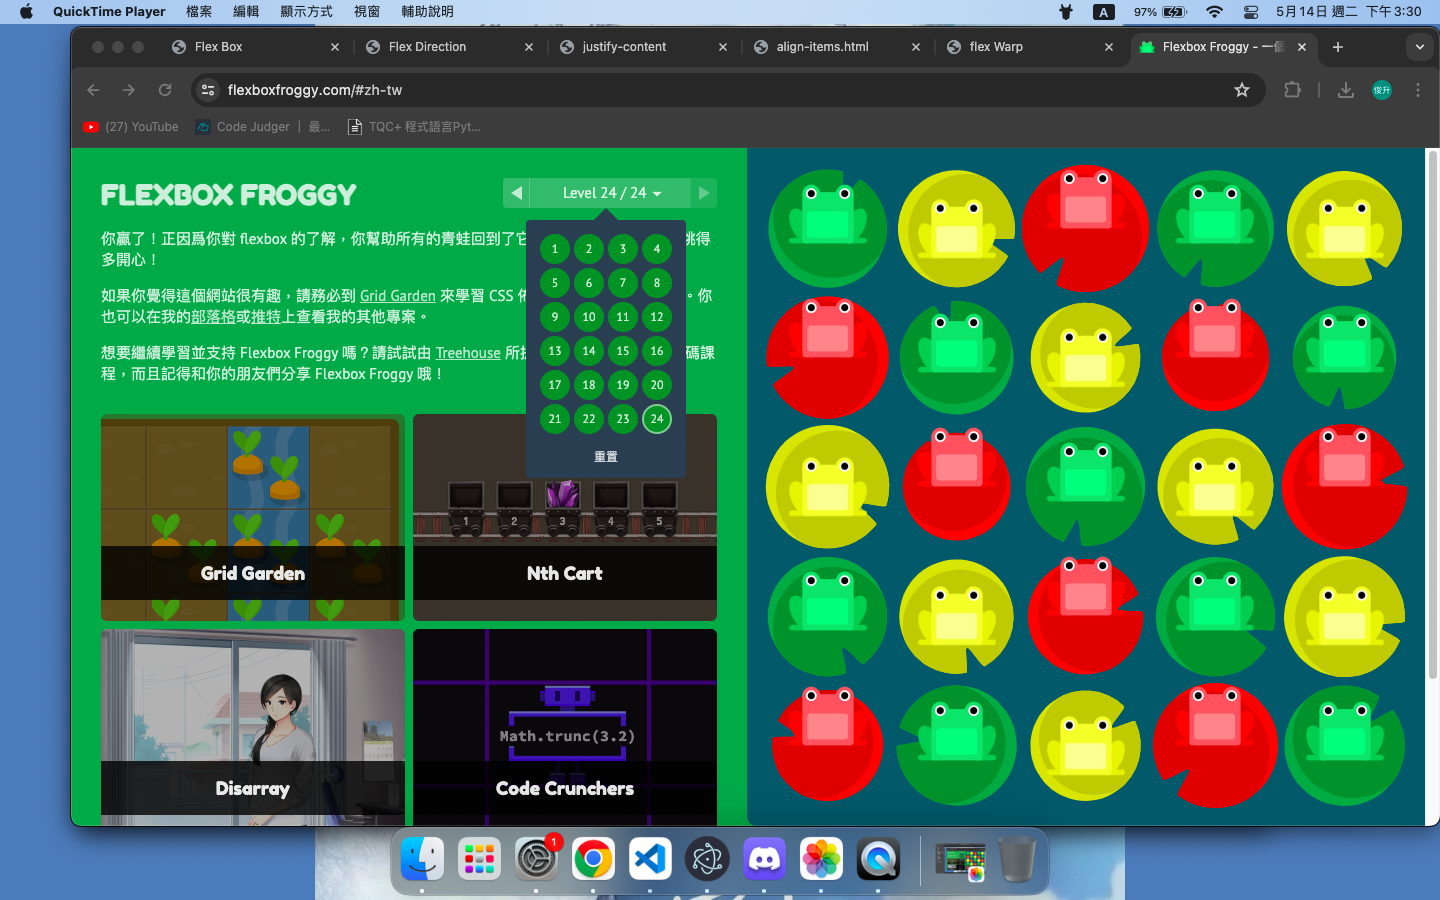 QuickTime Player 檔案 編輯 顯示方式 視窗 輔助說明 A 97% 5月14日 週二 下午3:30
Flex Box
Flex Direction
justify-content
align-items.html
flex Warp
Flexbox Froggy - 一個
flexboxfroggy.com/#zh-tw
俊升
(27) YouTube
Code Judger | 最...
TQC+ 程式語言Pyt...
FLEXBOX FROGGY
Level 24 / 24
你贏了！正因爲你對 flexbox 的了解，你幫助所有的青蛙回到了它
跳得
多開心！
如果你覺得這個網站很有趣，請務必到 Grid Garden 來學習 CSS 佈
。你
也可以在我的部落格或推特上查看我的其他專案。
想要繼續學習並支持 Flexbox Froggy 嗎？請試試由 Treehouse 所
碼課
程，而且記得和你的朋友們分享 Flexbox Froggy 哦！
1 2 3 4
5 6 7 8
9 10 11 12
13 14 15 16
17 18 19 20
21 22 23 24
重置
1 2 3 4 5
Grid Garden
Nth Cart
Math.trunc(3.2)
Disarray
Code Crunchers
1